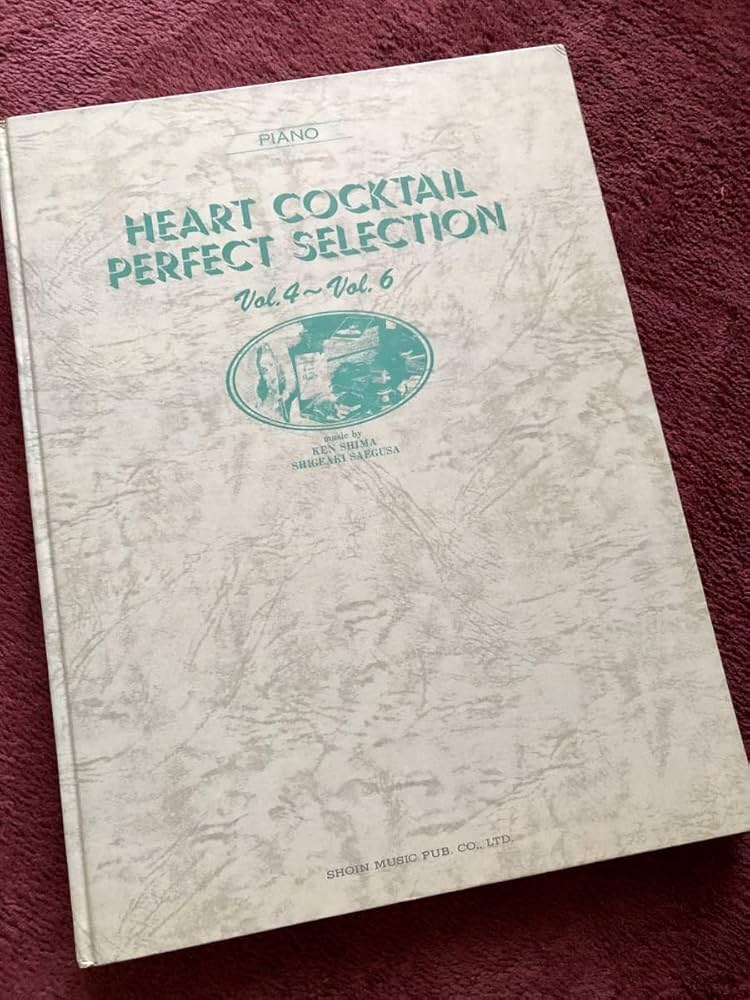 PIANO
HEART COCKTAIL
PERFECT SELECTION
Vol.4~Vol.6
music by
KEN SHIMA
SHIGEAKI SAEGUSA
SHOIN MUSIC PUB. CO., LTD.